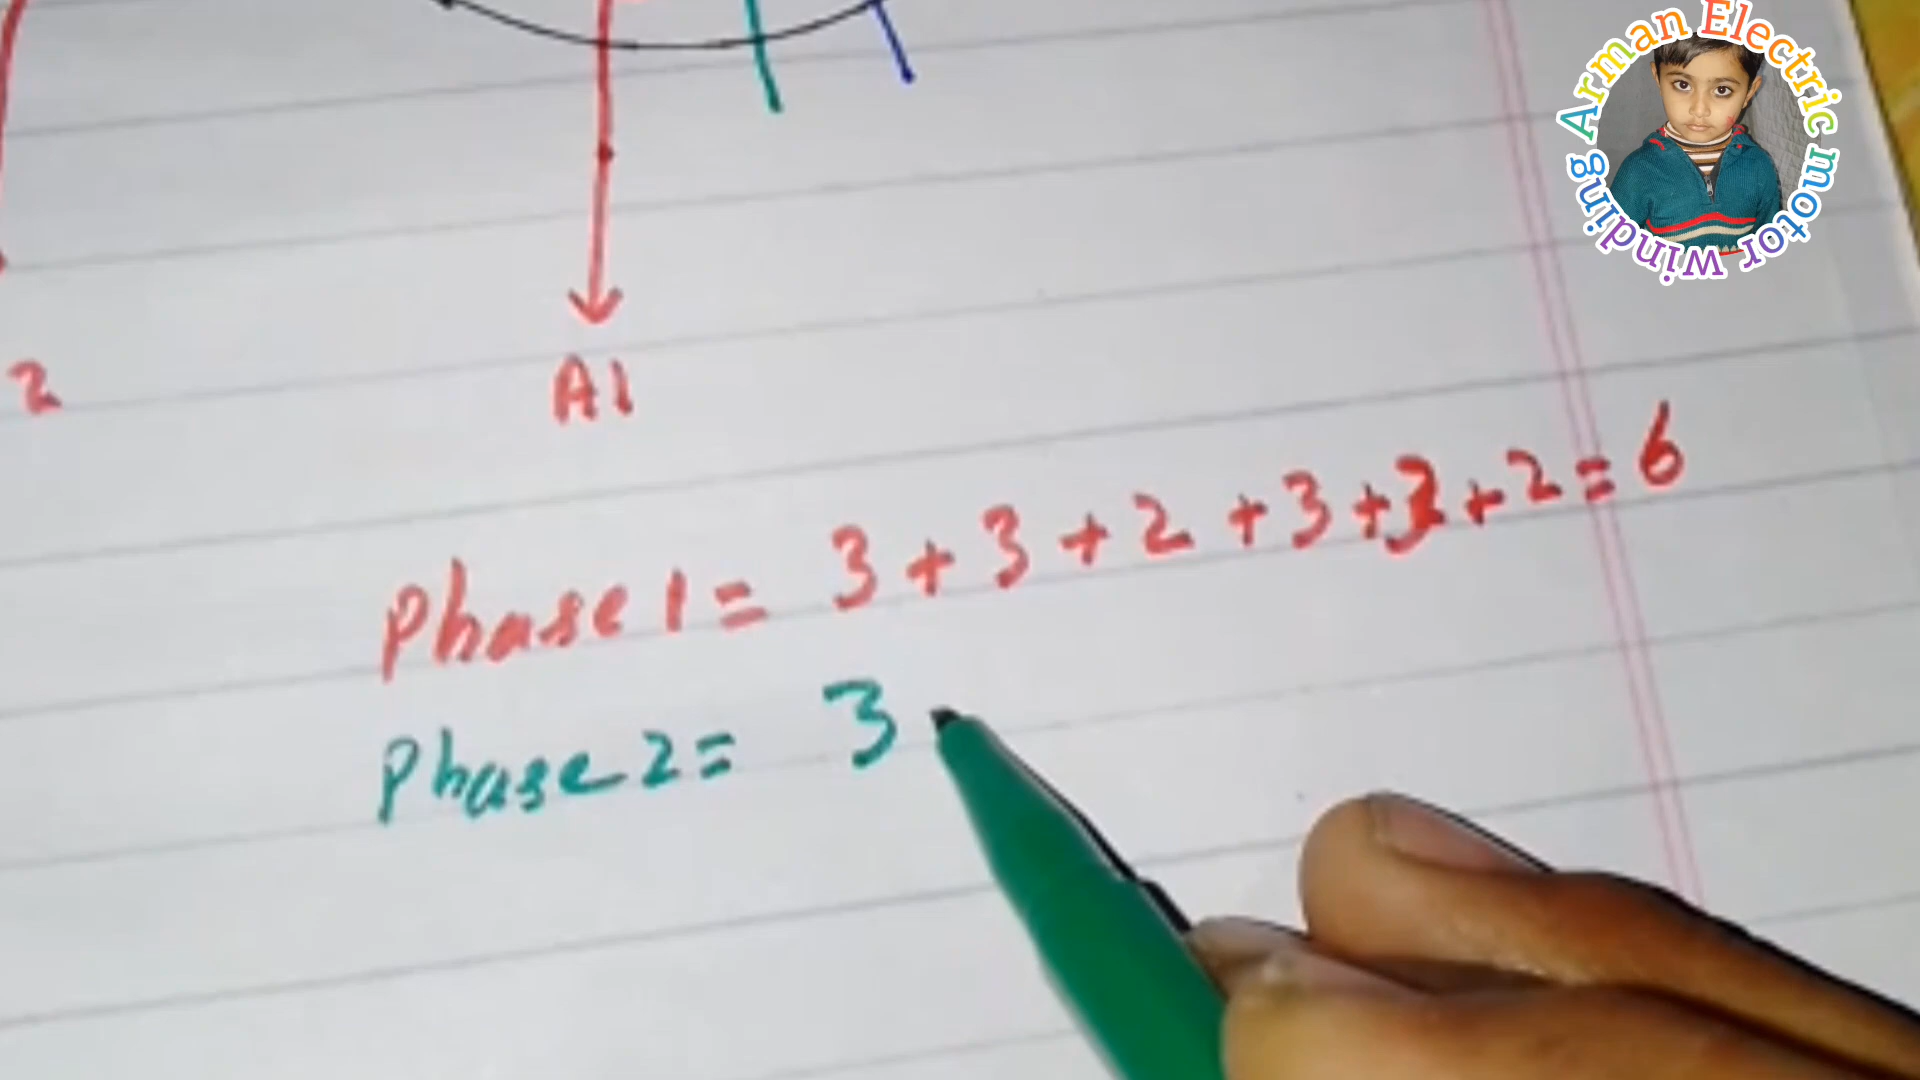 Arman Electric motor winding
2
A1
Phase 1 = 3 + 3 + 2 + 3 + 3 + 2 = 6
Phase 2 = 3